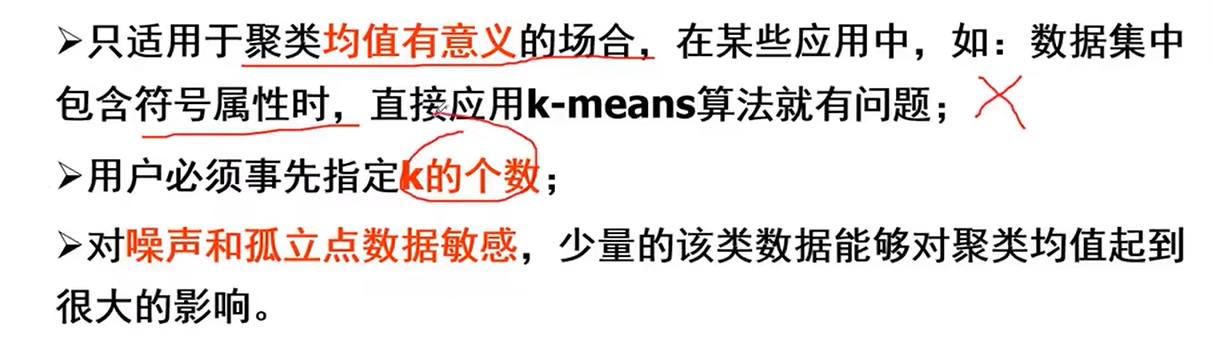 ➢只适用于聚类均值有意义的场合，在某些应用中，如：数据集中
包含符号属性时，直接应用k-means算法就有问题；
➢用户必须事先指定k的个数；
➢对噪声和孤立点数据敏感，少量的该类数据能够对聚类均值起到
很大的影响。